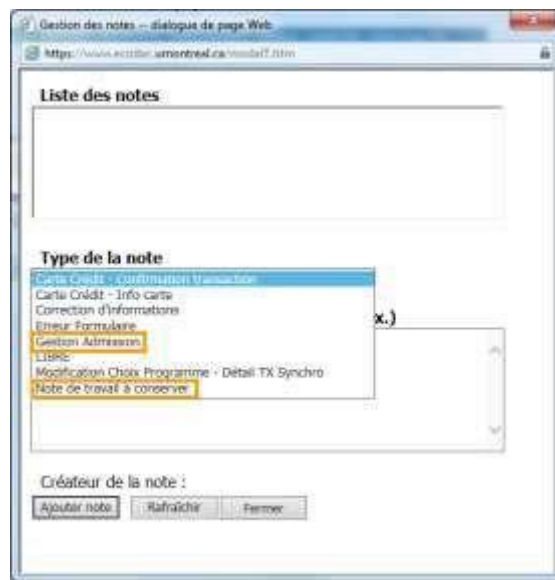 Gestion des notes -- dialogue de page Web
https://www.ecrster.umontreal.ca/modalT.htm
Liste des notes
Type de la note
Carte Crédit - Confirmation transaction
Carte Crédit - Info carte
Correction d'informations
Erreur Formulaire
Gestion Admission
LIBRE
Modification Choix Programme - Détail TX Synchro
Note de travail à conserver
x.)
Créateur de la note :
Ajouter note Rafraîchir Fermer